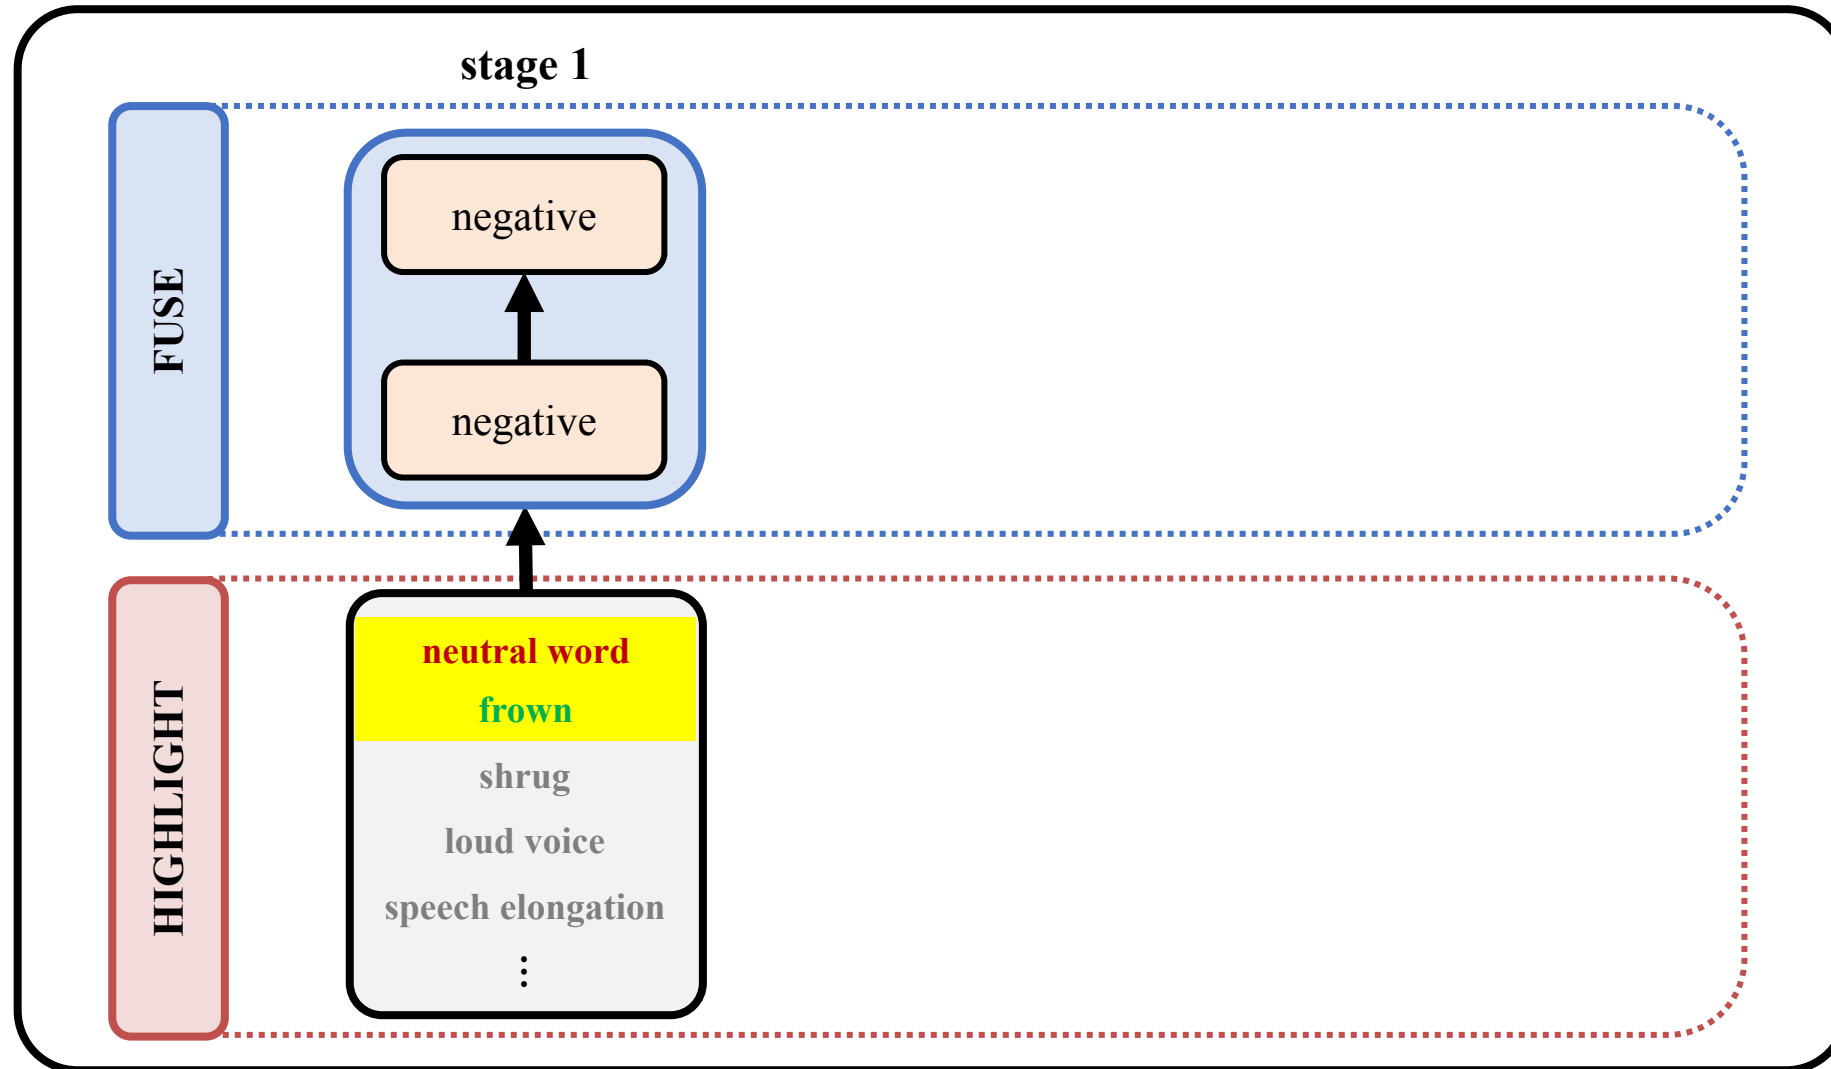 stage 1
FUSE
negative
negative
HIGHLIGHT
neutral word
frown
shrug
loud voice
speech elongation
⋮